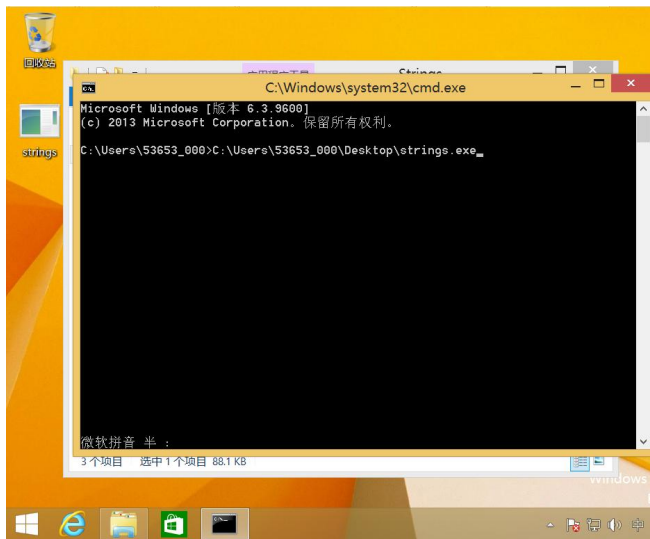 回收站
Strings
C:\Windows\system32\cmd.exe
Microsoft Windows [版本 6.3.9600]
(c) 2013 Microsoft Corporation。保留所有权利。
strings
C:\Users\53653_000>C:\Users\53653_000\Desktop\strings.exe
微软拼音 半 :
3 个项目 选中 1 个项目 88.1 KB
Windows
中